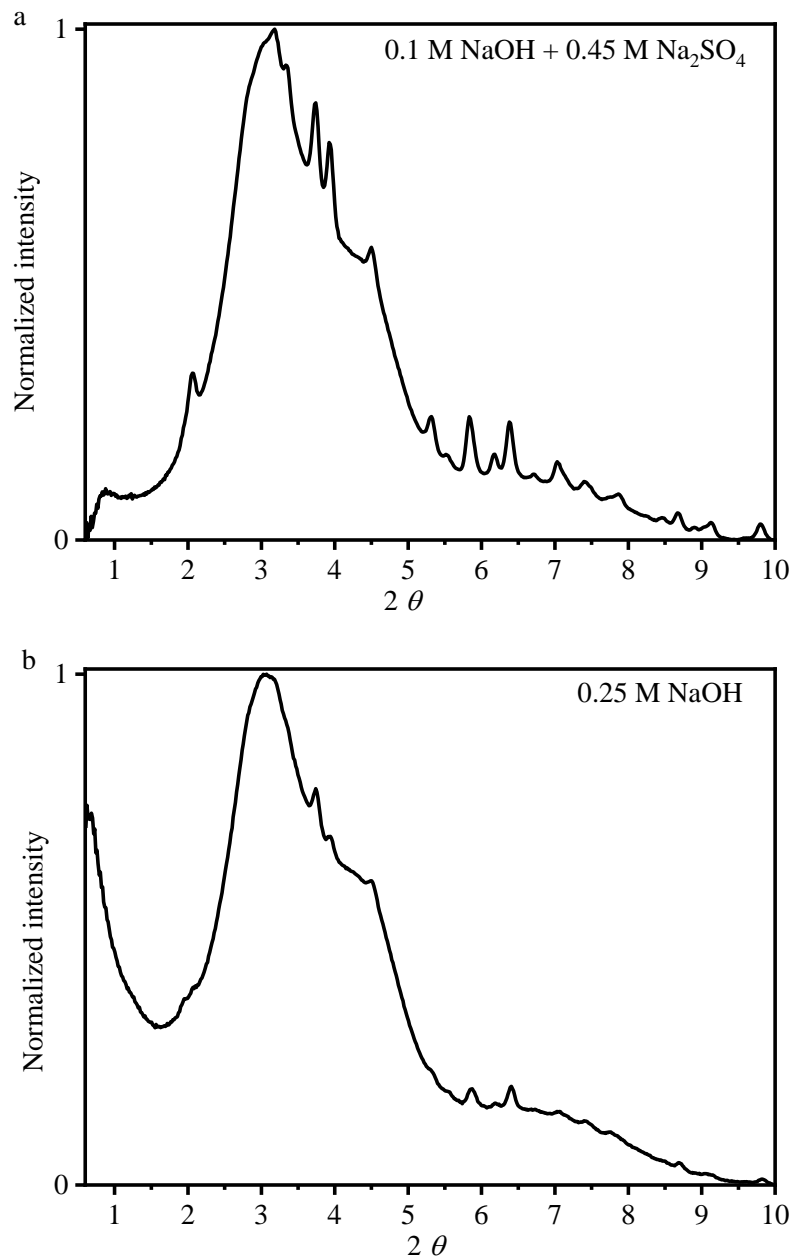 a
1
0.1 M NaOH + 0.45 M Na₂SO₄
Normalized intensity
0
1 2 3 4 5 6 7 8 9 10
2 θ
b
1
0.25 M NaOH
Normalized intensity
0
1 2 3 4 5 6 7 8 9 10
2 θ